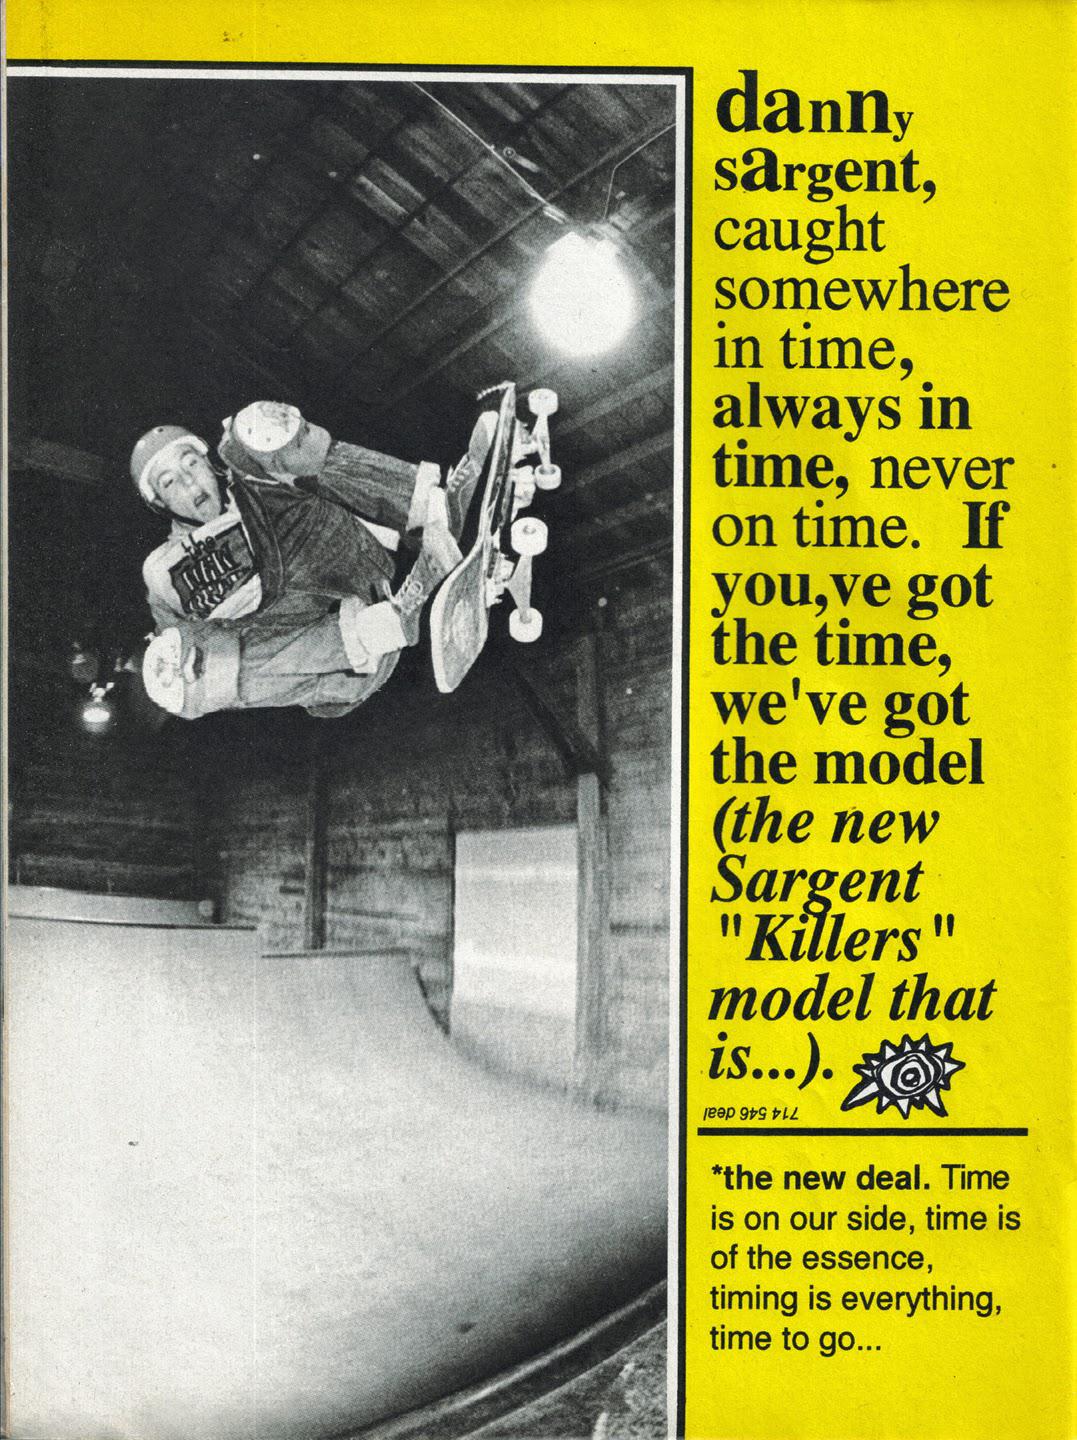 danny
sargent,
caught
somewhere
in time,
always in
time, never
on time. If
you,ve got
the time,
we've got
the model
(the new
Sargent
"Killers"
model that
is...).
714 546 deal
*the new deal. Time
is on our side, time is
of the essence,
timing is everything,
time to go...
the